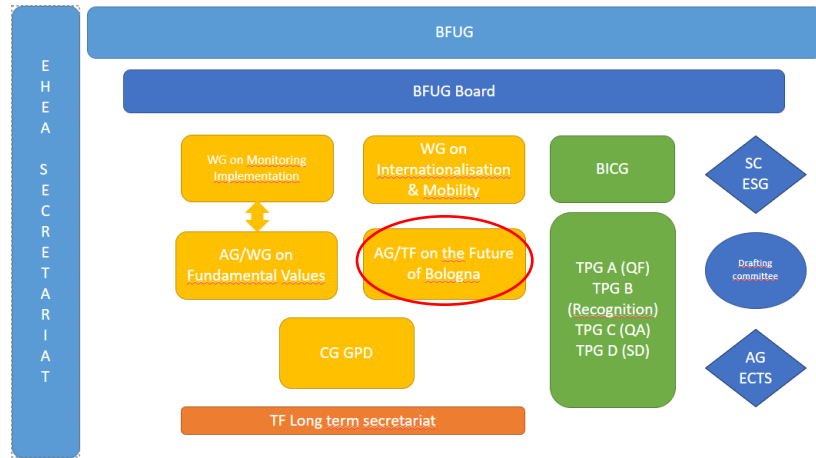 EHEA SECRETARIAT
BFUG
BFUG Board
WG on Monitoring
Implementation
WG on
Internationalisation
& Mobility
BICG
SC
ESG
AG/WG on
Fundamental Values
AG/TF on the Future
of Bologna
TPG A (QF)
TPG B
(Recognition)
TPG C (QA)
TPG D (SD)
Drafting
committee
CG GPD
AG
ECTS
TF Long term secretariat